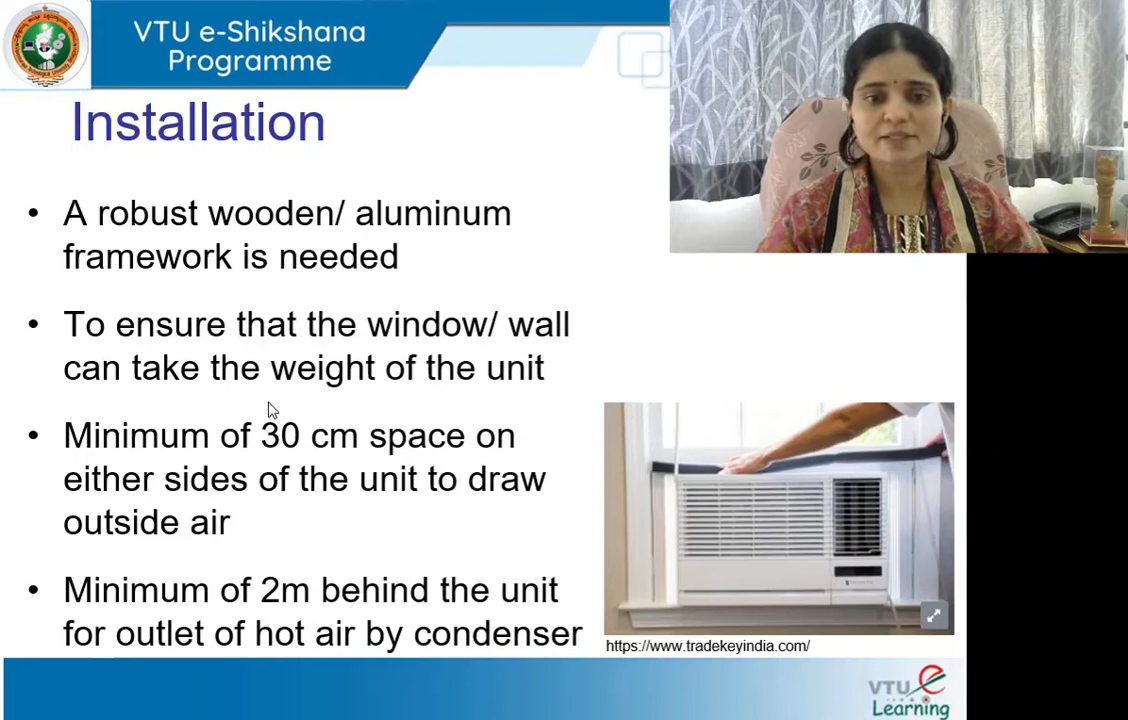 VTU e-Shikshana
Programme
Installation
• A robust wooden/ aluminum
framework is needed
• To ensure that the window/ wall
can take the weight of the unit
• Minimum of 30 cm space on
either sides of the unit to draw
outside air
• Minimum of 2m behind the unit
for outlet of hot air by condenser
https://www.tradekeyindia.com/
VTU e
Learning